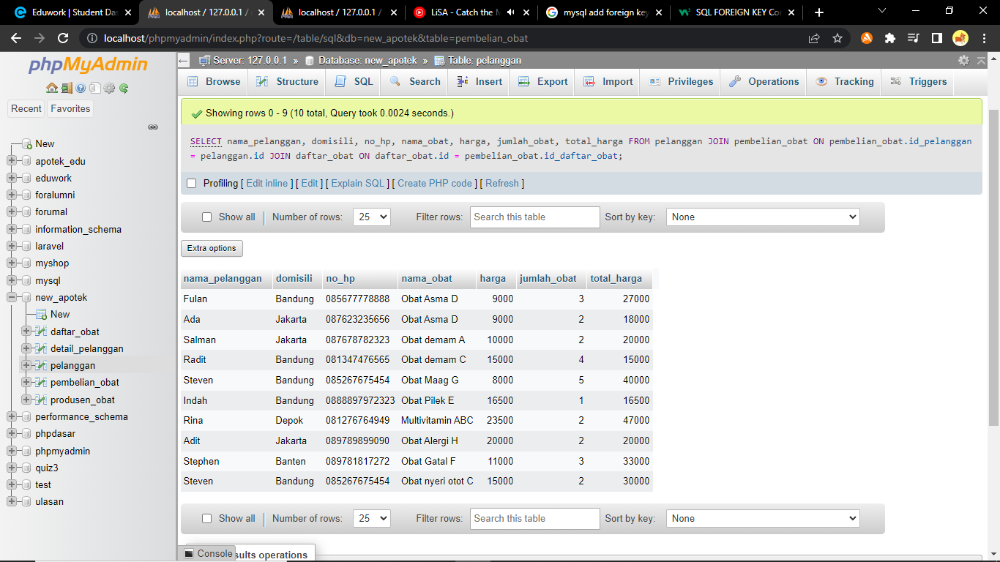 Eduwork | Student Das
localhost / 127.0.0.1 /
localhost / 127.0.0.1 /
LiSA - Catch the M
mysql add foreign key
SQL FOREIGN KEY Con
localhost/phpmyadmin/index.php?route=/table/sql&db=new_apotek&table=pembelian_obat
phpMyAdmin
Recent Favorites
New
apotek_edu
eduwork
foralumni
forumal
information_schema
laravel
myshop
mysql
new_apotek
New
daftar_obat
detail_pelanggan
pelanggan
pembelian_obat
produsen_obat
performance_schema
phpdasar
phpmyadmin
quiz3
test
ulasan
Server: 127.0.0.1 » Database: new_apotek » Table: pelanggan
Browse Structure SQL Search Insert Export Import Privileges Operations Tracking Triggers
Showing rows 0 - 9 (10 total, Query took 0.0024 seconds.)
SELECT nama_pelanggan, domisili, no_hp, nama_obat, harga, jumlah_obat, total_harga FROM pelanggan JOIN pembelian_obat ON pembelian_obat.id_pelanggan
= pelanggan.id JOIN daftar_obat ON daftar_obat.id = pembelian_obat.id_daftar_obat;
Profiling [ Edit inline ] [ Edit ] [ Explain SQL ] [ Create PHP code ] [ Refresh ]
Show all | Number of rows: 25 Filter rows: Search this table Sort by key: None
Extra options
nama_pelanggan domisili no_hp nama_obat harga jumlah_obat total_harga
Fulan Bandung 085677778888 Obat Asma D 9000 3 27000
Ada Jakarta 087623235656 Obat Asma D 9000 2 18000
Salman Jakarta 087678782323 Obat demam A 10000 2 20000
Radit Bandung 081347476565 Obat demam C 15000 4 15000
Steven Bandung 085267675454 Obat Maag G 8000 5 40000
Indah Bandung 0888897972323 Obat Pilek E 16500 1 16500
Rina Depok 081276764949 Multivitamin ABC 23500 2 47000
Adit Jakarta 089789899090 Obat Alergi H 20000 2 20000
Stephen Banten 089781817272 Obat Gatal F 11000 3 33000
Steven Bandung 085267675454 Obat nyeri otot C 15000 2 30000
Show all | Number of rows: 25 Filter rows: Search this table Sort by key: None
Console sults operations